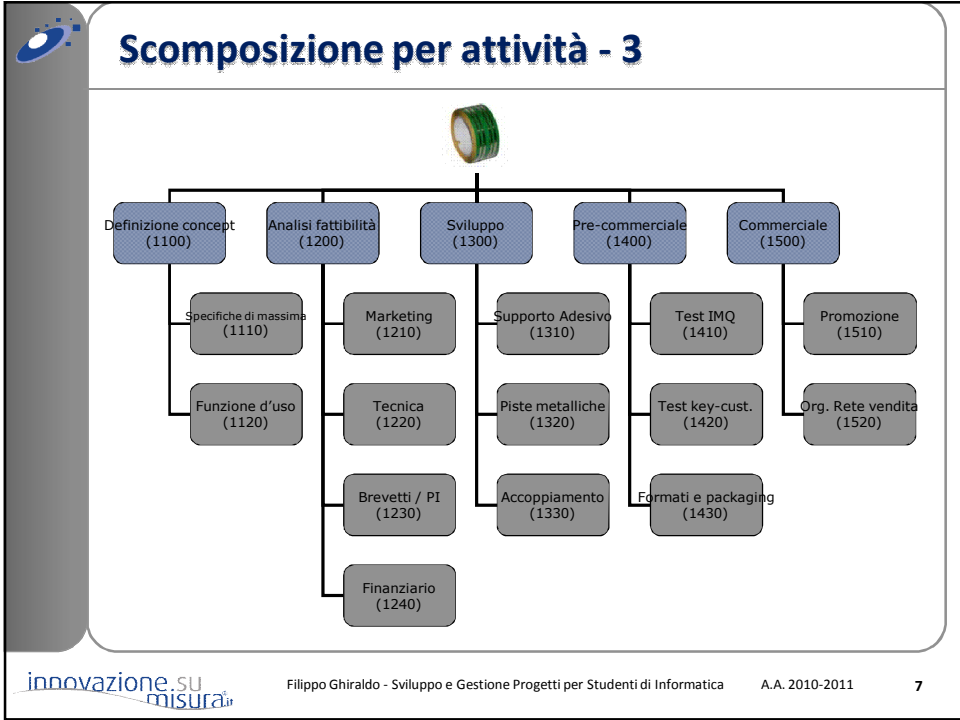 Scomposizione per attività - 3
Definizione concept
(1100)
Analisi fattibilità
(1200)
Sviluppo
(1300)
Pre-commerciale
(1400)
Commerciale
(1500)
Specifiche di massima
(1110)
Marketing
(1210)
Supporto Adesivo
(1310)
Test IMQ
(1410)
Promozione
(1510)
Funzione d'uso
(1120)
Tecnica
(1220)
Piste metalliche
(1320)
Test key-cust.
(1420)
Org. Rete vendita
(1520)
Brevetti / PI
(1230)
Accoppiamento
(1330)
Formati e packaging
(1430)
Finanziario
(1240)
innovazione.su
misura.it
Filippo Ghiraldo - Sviluppo e Gestione Progetti per Studenti di Informatica A.A. 2010-2011 7